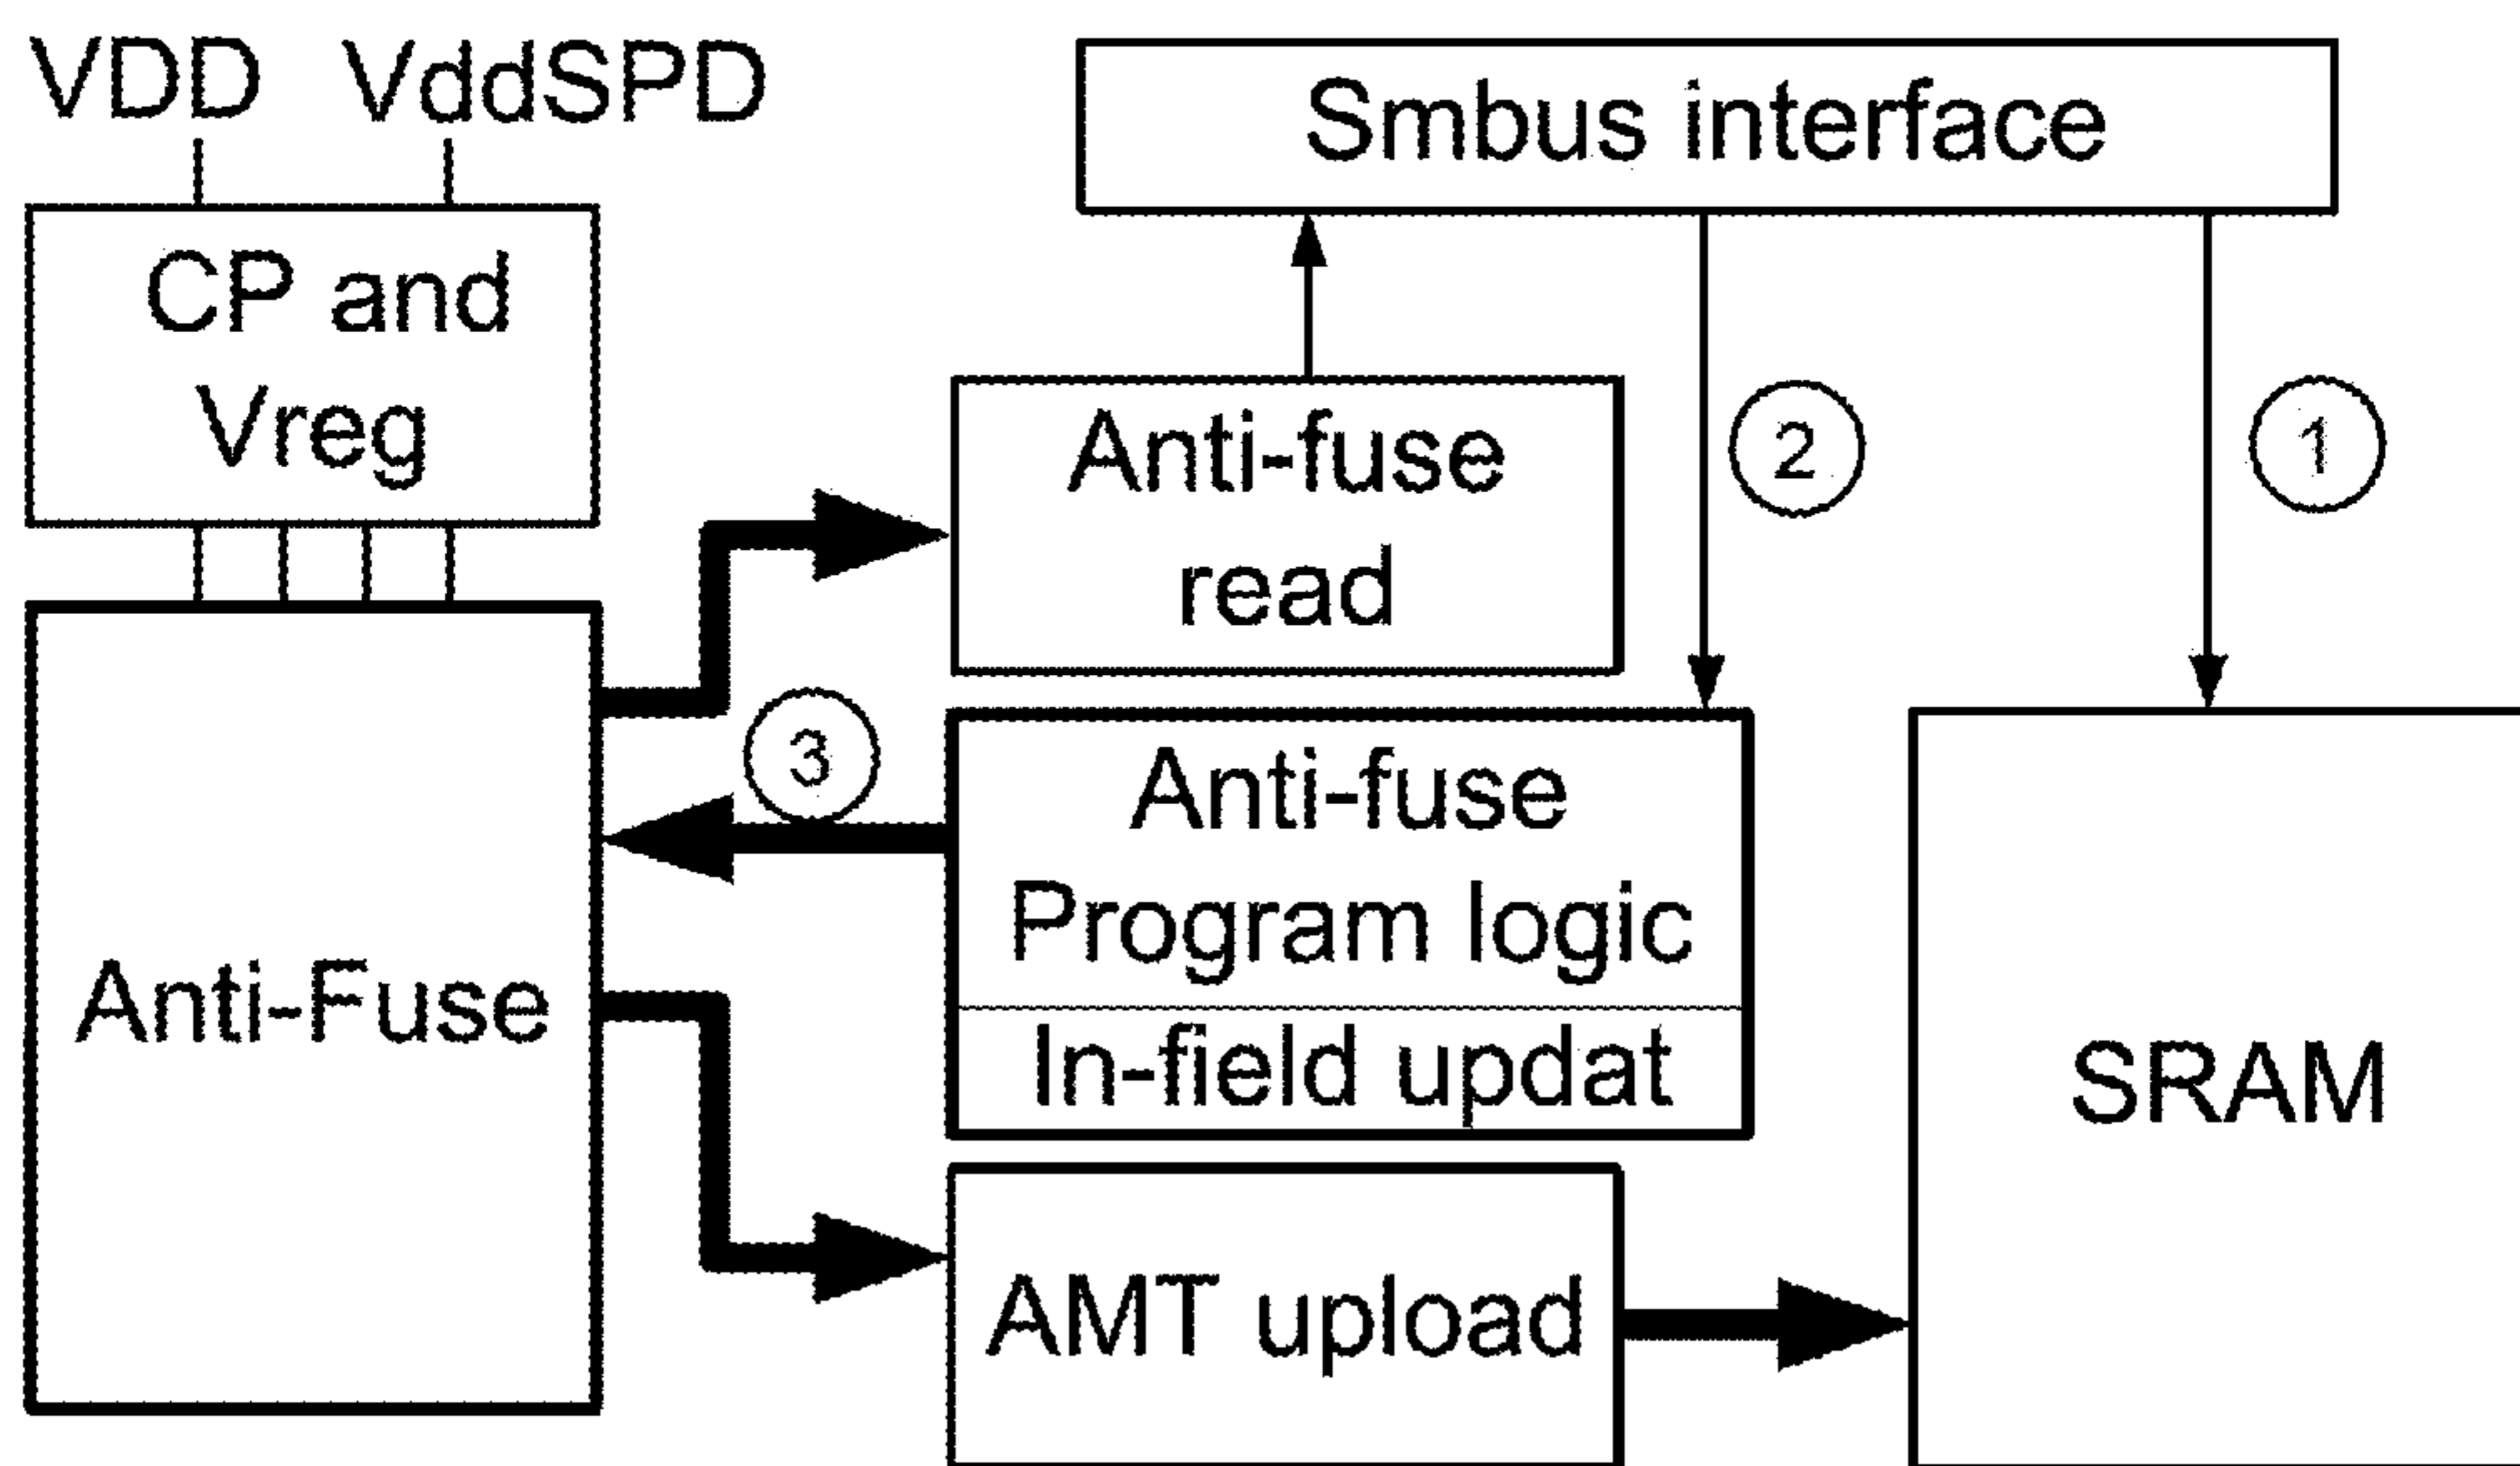 VDD VddSPD
Smbus interface
CP and
Vreg
Anti-fuse
read
2
1
3
Anti-fuse
Program logic
In-field updat
Anti-Fuse
SRAM
AMT upload